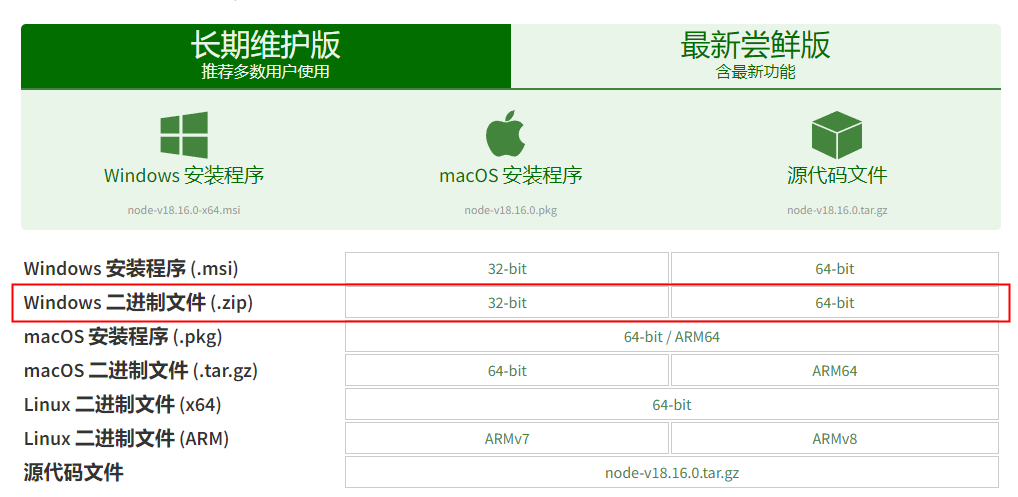 长期维护版
推荐多数用户使用
最新尝鲜版
含最新功能
Windows 安装程序
node-v18.16.0-x64.msi
macOS 安装程序
node-v18.16.0.pkg
源代码文件
node-v18.16.0.tar.gz
Windows 安装程序 (.msi) 32-bit 64-bit
Windows 二进制文件 (.zip) 32-bit 64-bit
macOS 安装程序 (.pkg) 64-bit / ARM64
macOS 二进制文件 (.tar.gz) 64-bit ARM64
Linux 二进制文件 (x64) 64-bit
Linux 二进制文件 (ARM) ARMv7 ARMv8
源代码文件 node-v18.16.0.tar.gz